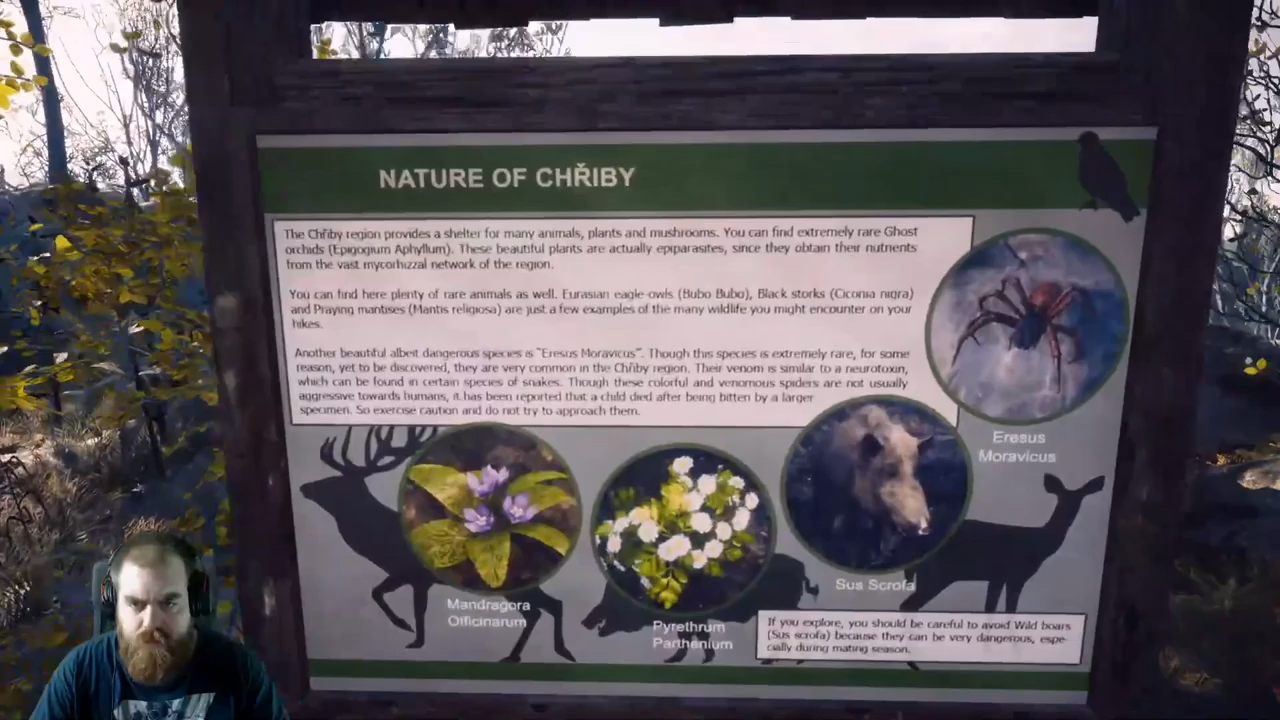 NATURE OF CHŘIBY
The Chřiby region provides a shelter for many animals, plants and mushrooms. You can find extremely rare Ghost
orchids (Epigogium Aphyllum). These beautiful plants are actually epiparasites, since they obtain their nutrients
from the vast mycorhizzal network of the region.
You can find here plenty of rare animals as well. Eurasian eagle-owls (Bubo Bubo), Black storks (Ciconia nigra)
and Praying mantises (Mantis religiosa) are just a few examples of the many wildlife you might encounter on your
hikes.
Another beautiful albeit dangerous species is "Eresus Moravicus". Though this species is extremely rare, for some
reason, yet to be discovered, they are very common in the Chřiby region. Their venom is similar to a neurotoxin,
which can be found in certain species of snakes. Though these colorful and venomous spiders are not usually
aggressive towards humans, it has been reported that a child died after being bitten by a larger
specimen. So exercise caution and do not try to approach them.
Eresus
Moravicus
Sus Scrofa
Mandragora
Officinarum
Pyrethrum
Parthenium
If you explore, you should be careful to avoid Wild boars
(Sus scrofa) because they can be very dangerous, espe-
cially during mating season.